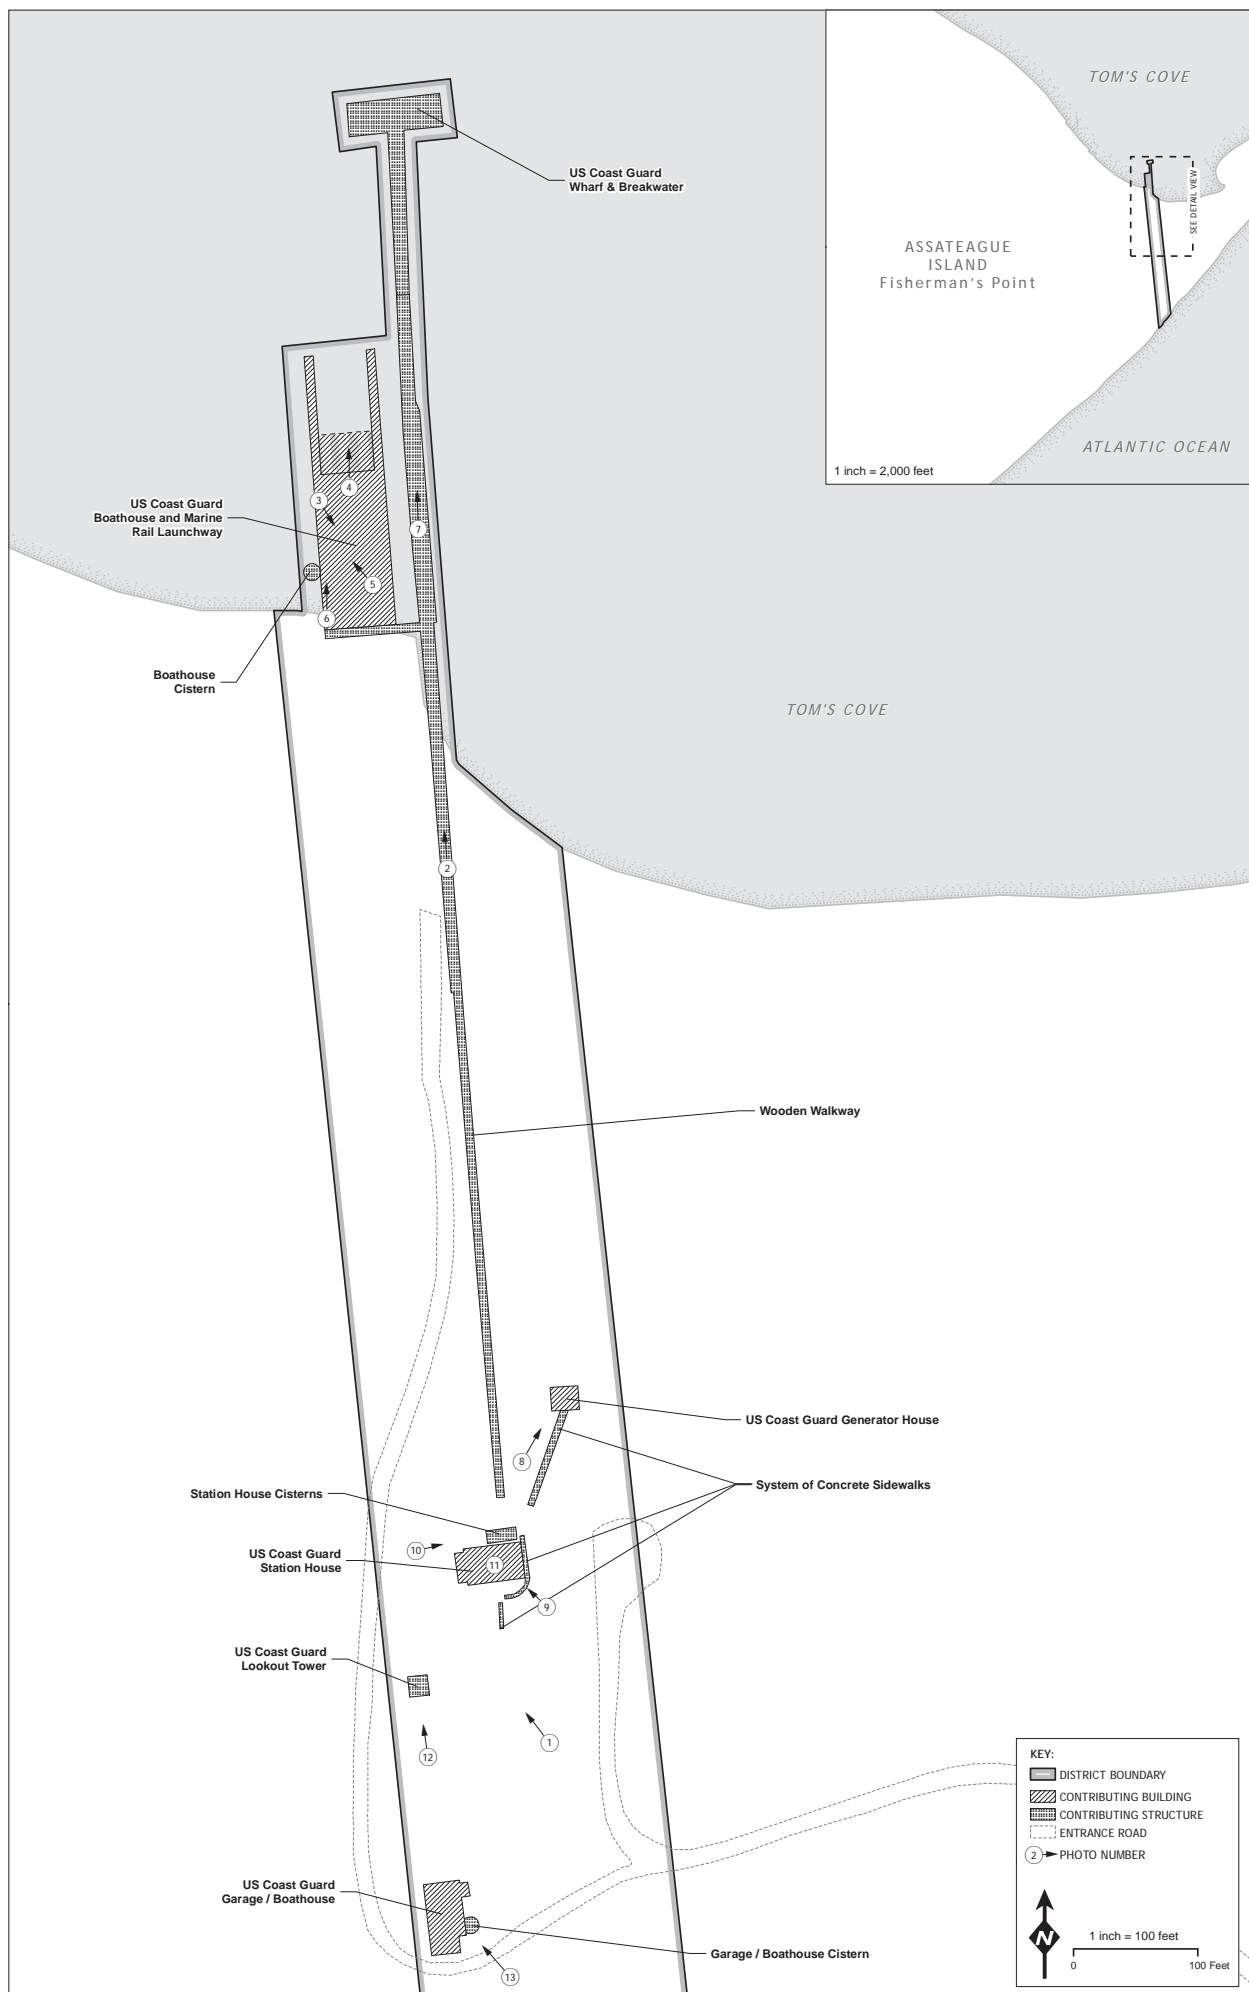 TOM'S COVE
SEE DETAIL VIEW
ASSATEAGUE
ISLAND
Fisherman's Point
ATLANTIC OCEAN
1 inch = 2,000 feet
US Coast Guard
Wharf & Breakwater
US Coast Guard
Boathouse and Marine
Rail Launchway
4
3
7
5
6
Boathouse
Cistern
TOM'S COVE
2
Wooden Walkway
US Coast Guard Generator House
8
System of Concrete Sidewalks
Station House Cisterns
10
US Coast Guard
Station House
11
9
US Coast Guard
Lookout Tower
1
12
US Coast Guard
Garage / Boathouse
Garage / Boathouse Cistern
13
KEY:
DISTRICT BOUNDARY
CONTRIBUTING BUILDING
CONTRIBUTING STRUCTURE
ENTRANCE ROAD
2 PHOTO NUMBER
N
1 inch = 100 feet
0 100 Feet